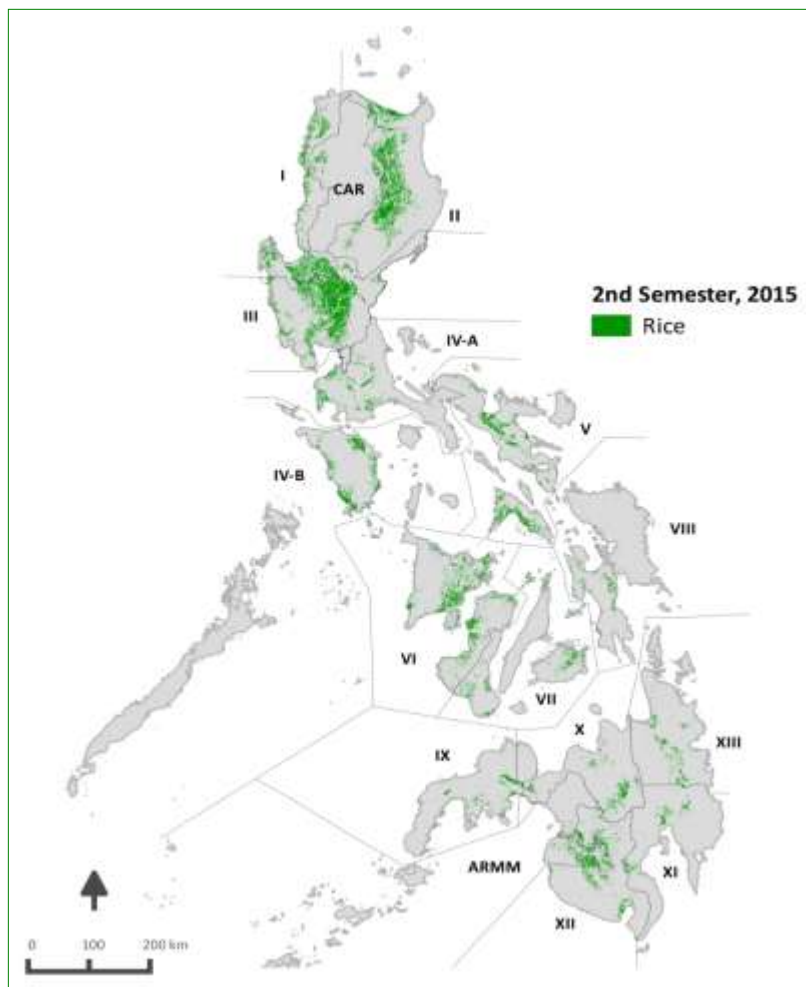 I
CAR
II
2nd Semester, 2015
Rice
III
IV-A
V
IV-B
VIII
VI
VII
X
XIII
IX
ARMM
XI
XII
0 100 200 km